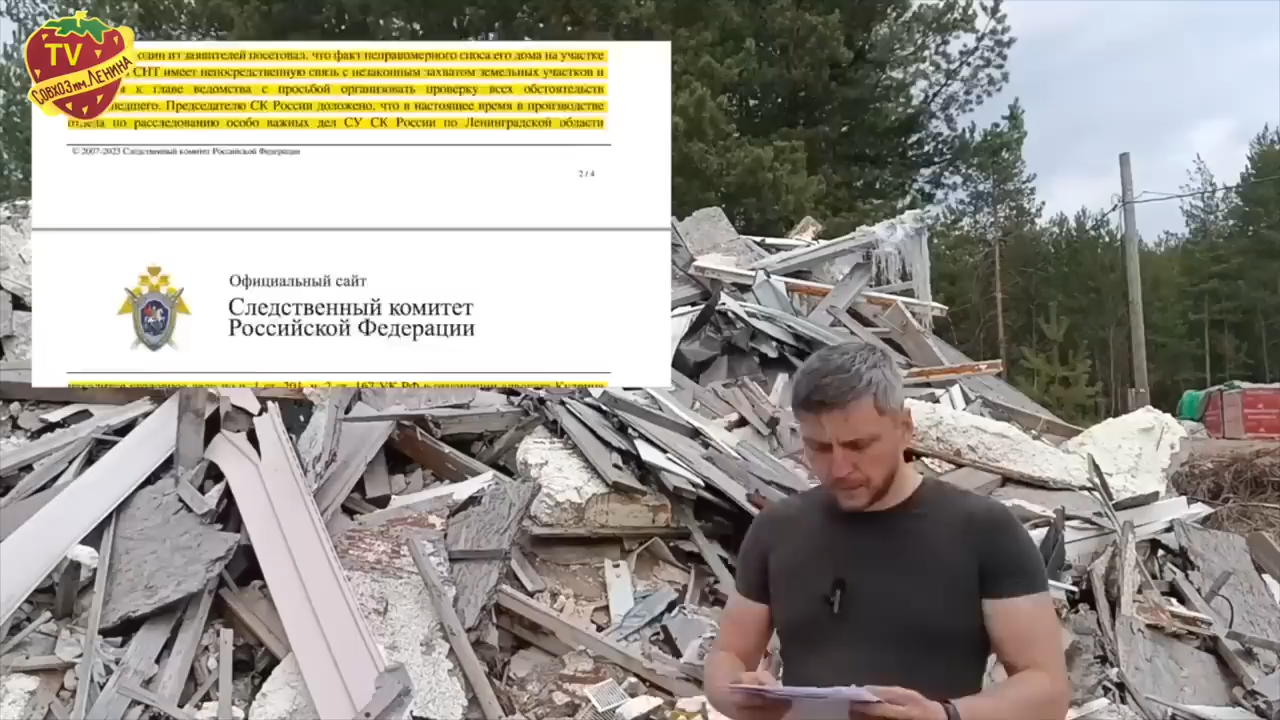 TV
СОВХОЗ ИМ. ЛЕНИНА
один из заявителей посетовал, что факт неправомерного сноса его дома на участке
СНТ имеет непосредственную связь с незаконным захватом земельных участков и
к главе ведомства с просьбой организовать проверку всех обстоятельств
Председателю СК России доложено, что в настоящее время в производстве
отдела по расследованию особо важных дел СУ СК России по Ленинградской области
© 2007-2023 Следственный комитет Российской Федерации
2 / 4
Официальный сайт
Следственный комитет
Российской Федерации